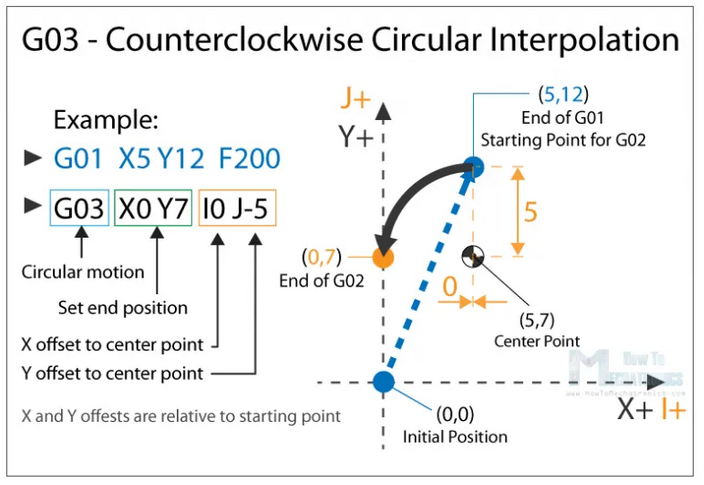 G03 - Counterclockwise Circular Interpolation
Example:
G01 X5 Y12 F200
G03 X0 Y7 I0 J-5
Circular motion
Set end position
X offset to center point
Y offset to center point
X and Y offests are relative to starting point
J+
Y+
(5,12)
End of G01
Starting Point for G02
5
(0,7)
End of G02
0
(5,7)
Center Point
How To
MECHATRONICS
www.HowToMechatronics.com
X+ I+
(0,0)
Initial Position